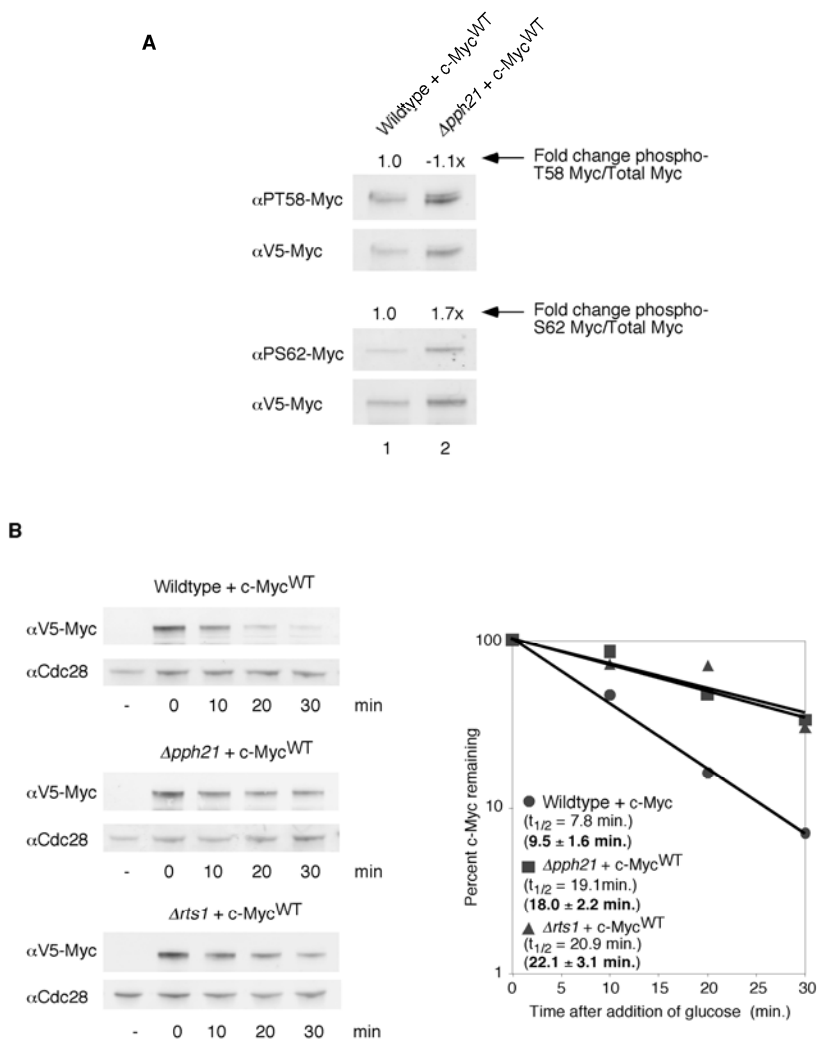 A
Wildtype + c-MycWT
Δpph21 + c-MycWT
1.0 -1.1x
Fold change phospho-
T58 Myc/Total Myc
αPT58-Myc
αV5-Myc
1.0 1.7x
Fold change phospho-
S62 Myc/Total Myc
αPS62-Myc
αV5-Myc
1 2
B
Wildtype + c-MycWT
αV5-Myc
αCdc28
- 0 10 20 30 min
Δpph21 + c-MycWT
αV5-Myc
αCdc28
- 0 10 20 30 min
Δrts1 + c-MycWT
αV5-Myc
αCdc28
- 0 10 20 30 min
Percent c-Myc remaining
100
10
1
Wildtype + c-Myc
(t1/2 = 7.8 min.)
(9.5 ± 1.6 min.)
Δpph21 + c-MycWT
(t1/2 = 19.1min.)
(18.0 ± 2.2 min.)
Δrts1 + c-MycWT
(t1/2 = 20.9 min.)
(22.1 ± 3.1 min.)
0 5 10 15 20 25 30
Time after addition of glucose (min.)